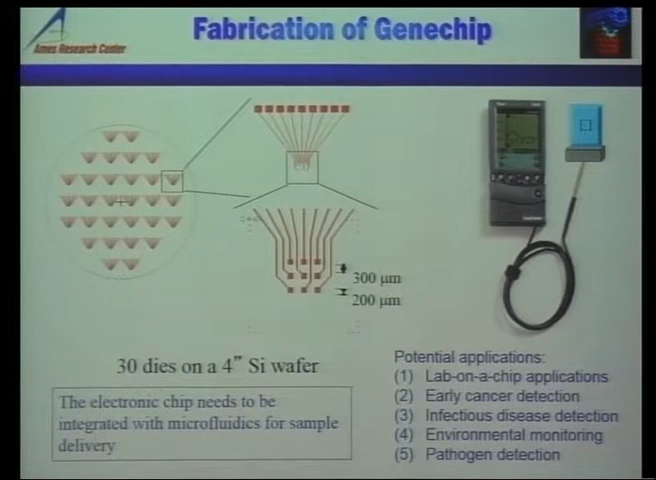 Fabrication of Genechip
Ames Research Center
300 µm
200 µm
30 dies on a 4” Si wafer
The electronic chip needs to be
integrated with microfluidics for sample
delivery
Potential applications:
(1) Lab-on-a-chip applications
(2) Early cancer detection
(3) Infectious disease detection
(4) Environmental monitoring
(5) Pathogen detection